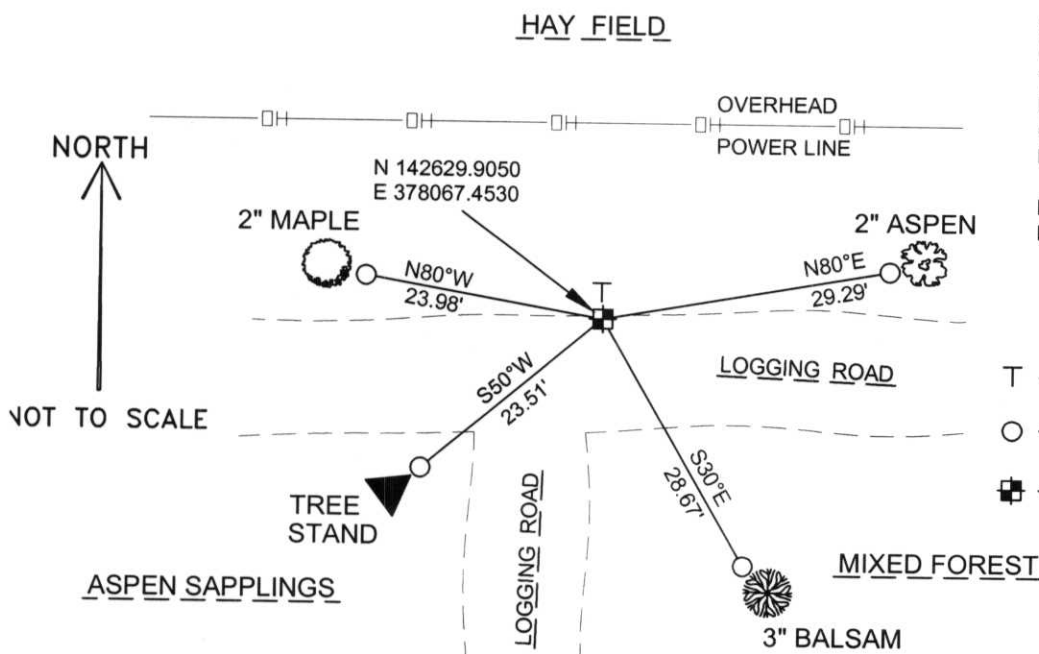 HAY FIELD
OVERHEAD
POWER LINE
NORTH
N 142629.9050
E 378067.4530
2" MAPLE
2" ASPEN
N80°W
23.98'
N80°E
29.29'
LOGGING ROAD
T
S50°W
23.51'
NOT TO SCALE
S30°E
28.67'
TREE
STAND
LOGGING ROAD
MIXED FOREST
ASPEN SAPLINGS
3" BALSAM